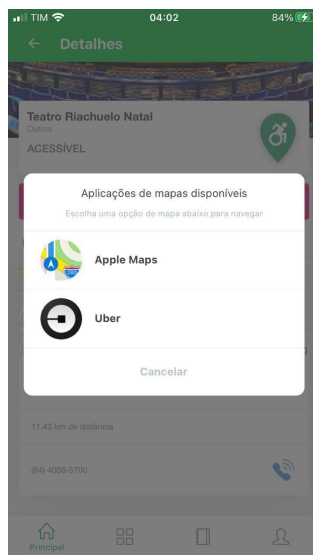 TIM 04:02 84%
Detalhes
Teatro Riachuelo Natal
Outros
ACESSÍVEL
Aplicações de mapas disponíveis
Escolha uma opção de mapa abaixo para navegar
Apple Maps
Uber
Cancelar
11.43 km de distância
(84) 4008-3700
Principal